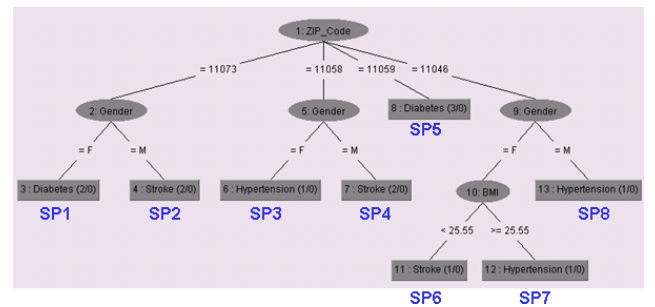 1: ZIP_Code
= 11073 = 11058 = 11059 = 11046
2: Gender 5: Gender 8 : Diabetes (3/0) 9: Gender
SP5
= F = M = F = M = F = M
3 : Diabetes (2/0) 4 : Stroke (2/0) 6 : Hypertension (1/0) 7 : Stroke (2/0) 10: BMI 13 : Hypertension (1/0)
SP1 SP2 SP3 SP4 SP8
< 25.55 >= 25.55
11 : Stroke (1/0) 12 : Hypertension (1/0)
SP6 SP7